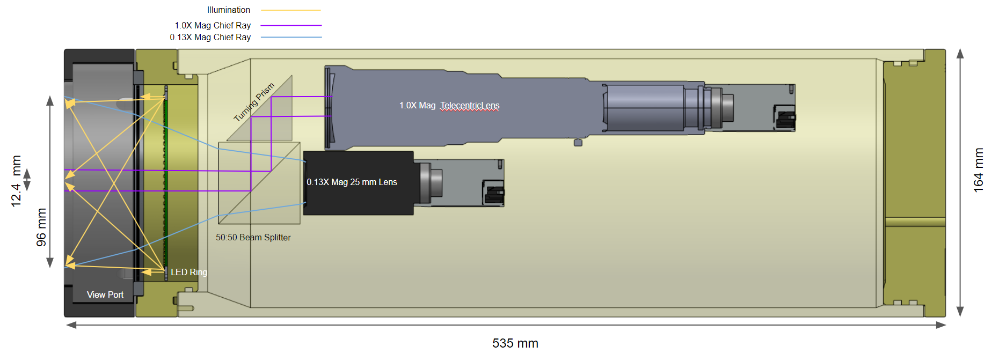 Illumination
1.0X Mag Chief Ray
0.13X Mag Chief Ray
Turning Prism
1.0X Mag TelecentricLens
0.13X Mag 25 mm Lens
12.4 mm
96 mm
164 mm
50:50 Beam Splitter
LED Ring
View Port
535 mm